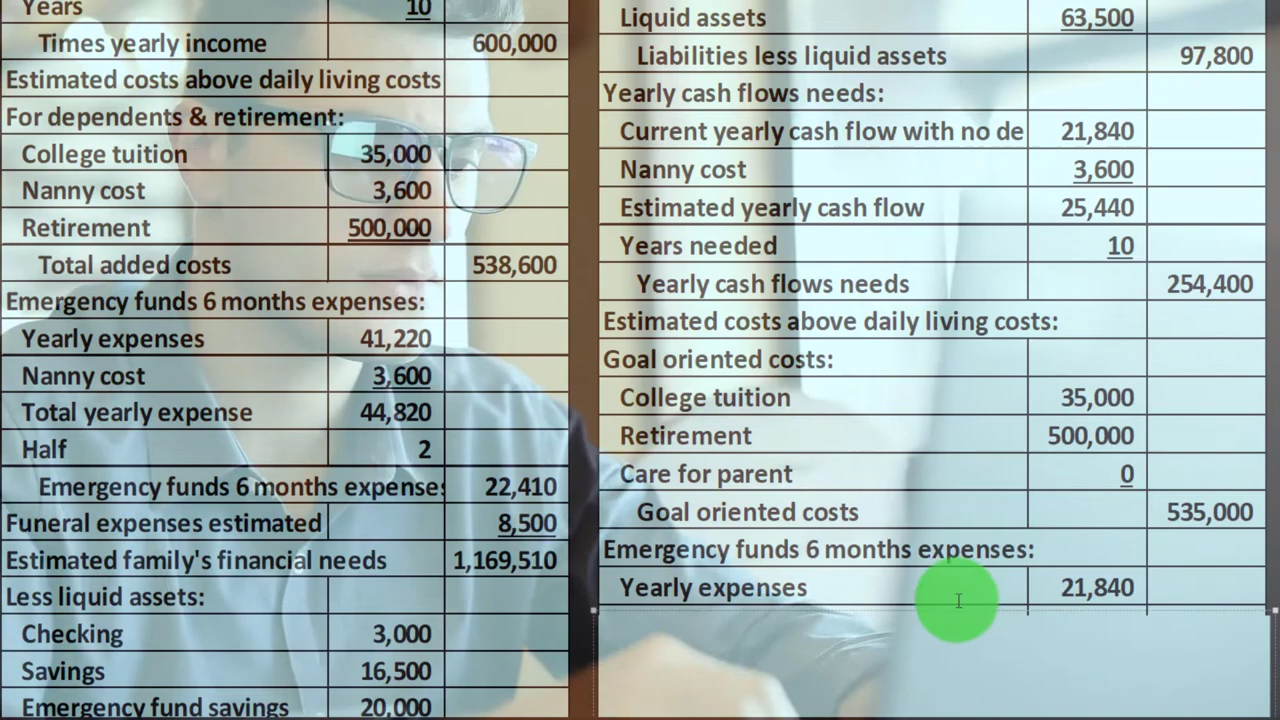 Years 10
Times yearly income 600,000
Estimated costs above daily living costs
For dependents & retirement:
College tuition 35,000
Nanny cost 3,600
Retirement 500,000
Total added costs 538,600
Emergency funds 6 months expenses:
Yearly expenses 41,220
Nanny cost 3,600
Total yearly expense 44,820
Half 2
Emergency funds 6 months expenses 22,410
Funeral expenses estimated 8,500
Estimated family's financial needs 1,169,510
Less liquid assets:
Checking 3,000
Savings 16,500
Emergency fund savings 20,000
Liquid assets 63,500
Liabilities less liquid assets 97,800
Yearly cash flows needs:
Current yearly cash flow with no de 21,840
Nanny cost 3,600
Estimated yearly cash flow 25,440
Years needed 10
Yearly cash flows needs 254,400
Estimated costs above daily living costs:
Goal oriented costs:
College tuition 35,000
Retirement 500,000
Care for parent 0
Goal oriented costs 535,000
Emergency funds 6 months expenses:
Yearly expenses 21,840